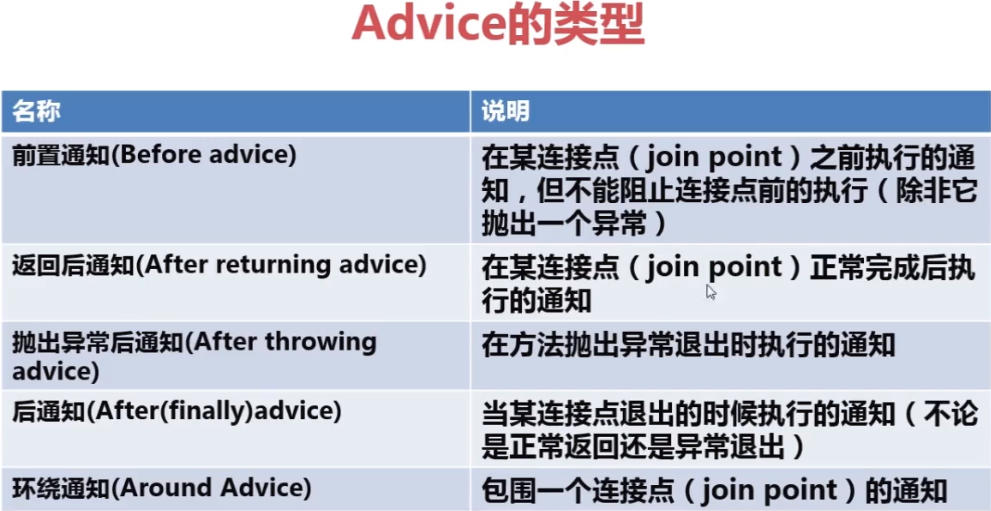 Advice的类型
名称
说明
前置通知(Before advice)
在某连接点（join point）之前执行的通
知，但不能阻止连接点前的执行（除非它
抛出一个异常）
返回后通知(After returning advice)
在某连接点（join point）正常完成后执
行的通知
抛出异常后通知(After throwing
advice)
在方法抛出异常退出时执行的通知
后通知(After(finally)advice)
当某连接点退出的时候执行的通知（不论
是正常返回还是异常退出）
环绕通知(Around Advice)
包围一个连接点（join point）的通知